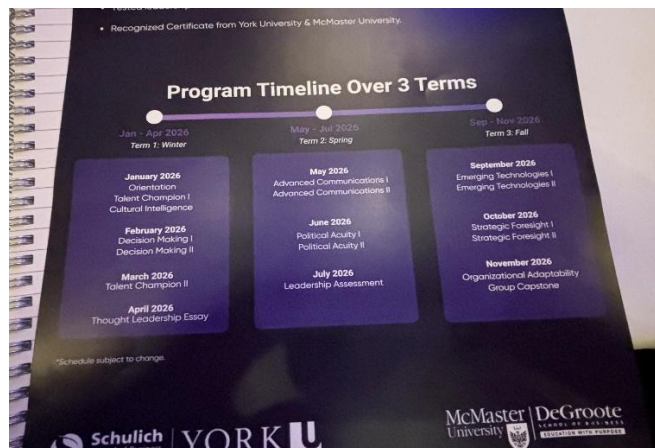 • Recognized Certificate from York University & McMaster University.
Program Timeline Over 3 Terms
Jan - Apr 2026
Term 1: Winter
January 2026
Orientation
Talent Champion I
Cultural Intelligence
February 2026
Decision Making I
Decision Making II
March 2026
Talent Champion II
April 2026
Thought Leadership Essay
May - Jul 2026
Term 2: Spring
May 2026
Advanced Communications I
Advanced Communications II
June 2026
Political Acuity I
Political Acuity II
July 2026
Leadership Assessment
Sep - Nov 2026
Term 3: Fall
September 2026
Emerging Technologies I
Emerging Technologies II
October 2026
Strategic Foresight I
Strategic Foresight II
November 2026
Organizational Adaptability
Group Capstone
*Schedule subject to change.
Schulich
YORK U
McMaster
University
DeGroote
SCHOOL OF BUSINESS
EDUCATION WITH PURPOSE